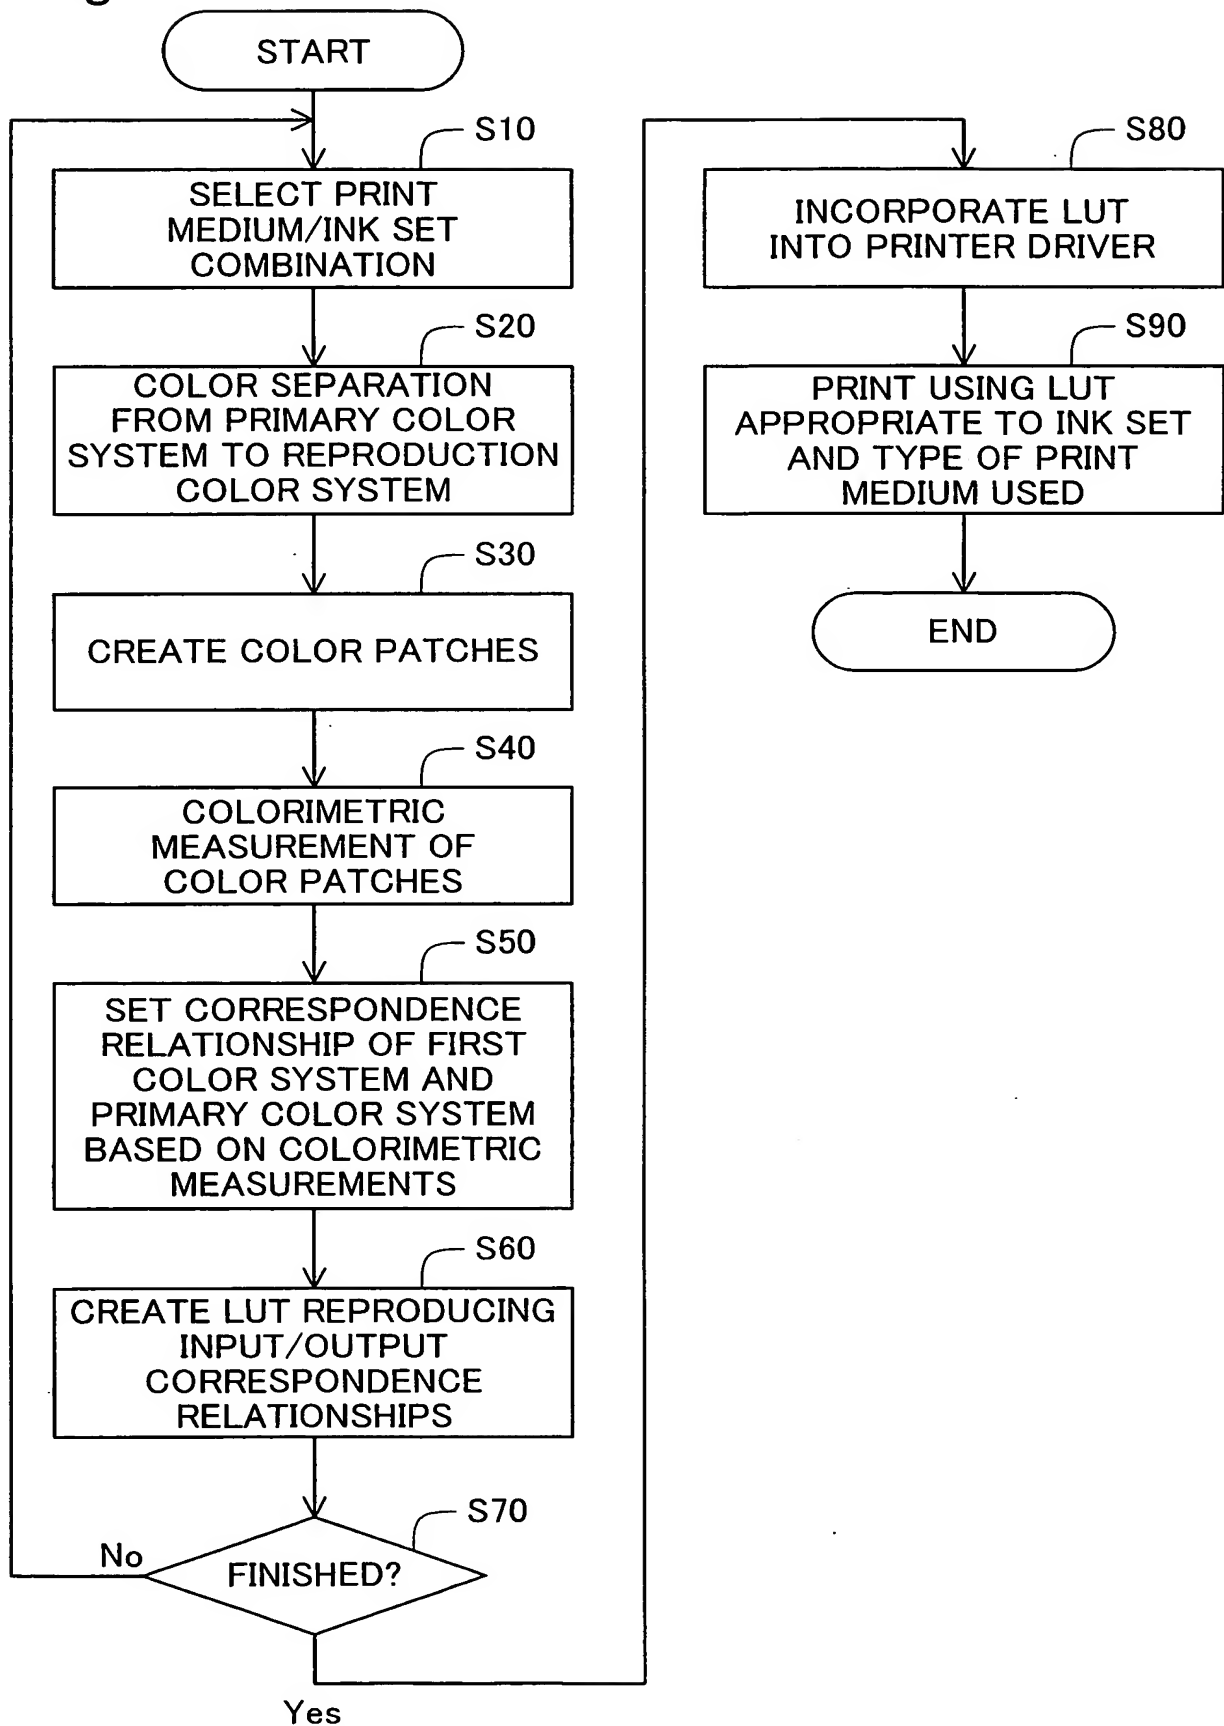 START
S10
SELECT PRINT
MEDIUM/INK SET
COMBINATION
S20
COLOR SEPARATION
FROM PRIMARY COLOR
SYSTEM TO REPRODUCTION
COLOR SYSTEM
S30
CREATE COLOR PATCHES
S40
COLORIMETRIC
MEASUREMENT OF
COLOR PATCHES
S50
SET CORRESPONDENCE
RELATIONSHIP OF FIRST
COLOR SYSTEM AND
PRIMARY COLOR SYSTEM
BASED ON COLORIMETRIC
MEASUREMENTS
S60
CREATE LUT REPRODUCING
INPUT/OUTPUT
CORRESPONDENCE
RELATIONSHIPS
S70
No
FINISHED?
Yes
S80
INCORPORATE LUT
INTO PRINTER DRIVER
S90
PRINT USING LUT
APPROPRIATE TO INK SET
AND TYPE OF PRINT
MEDIUM USED
END